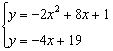 y = −2x² + 8x + 1
y = −4x + 19